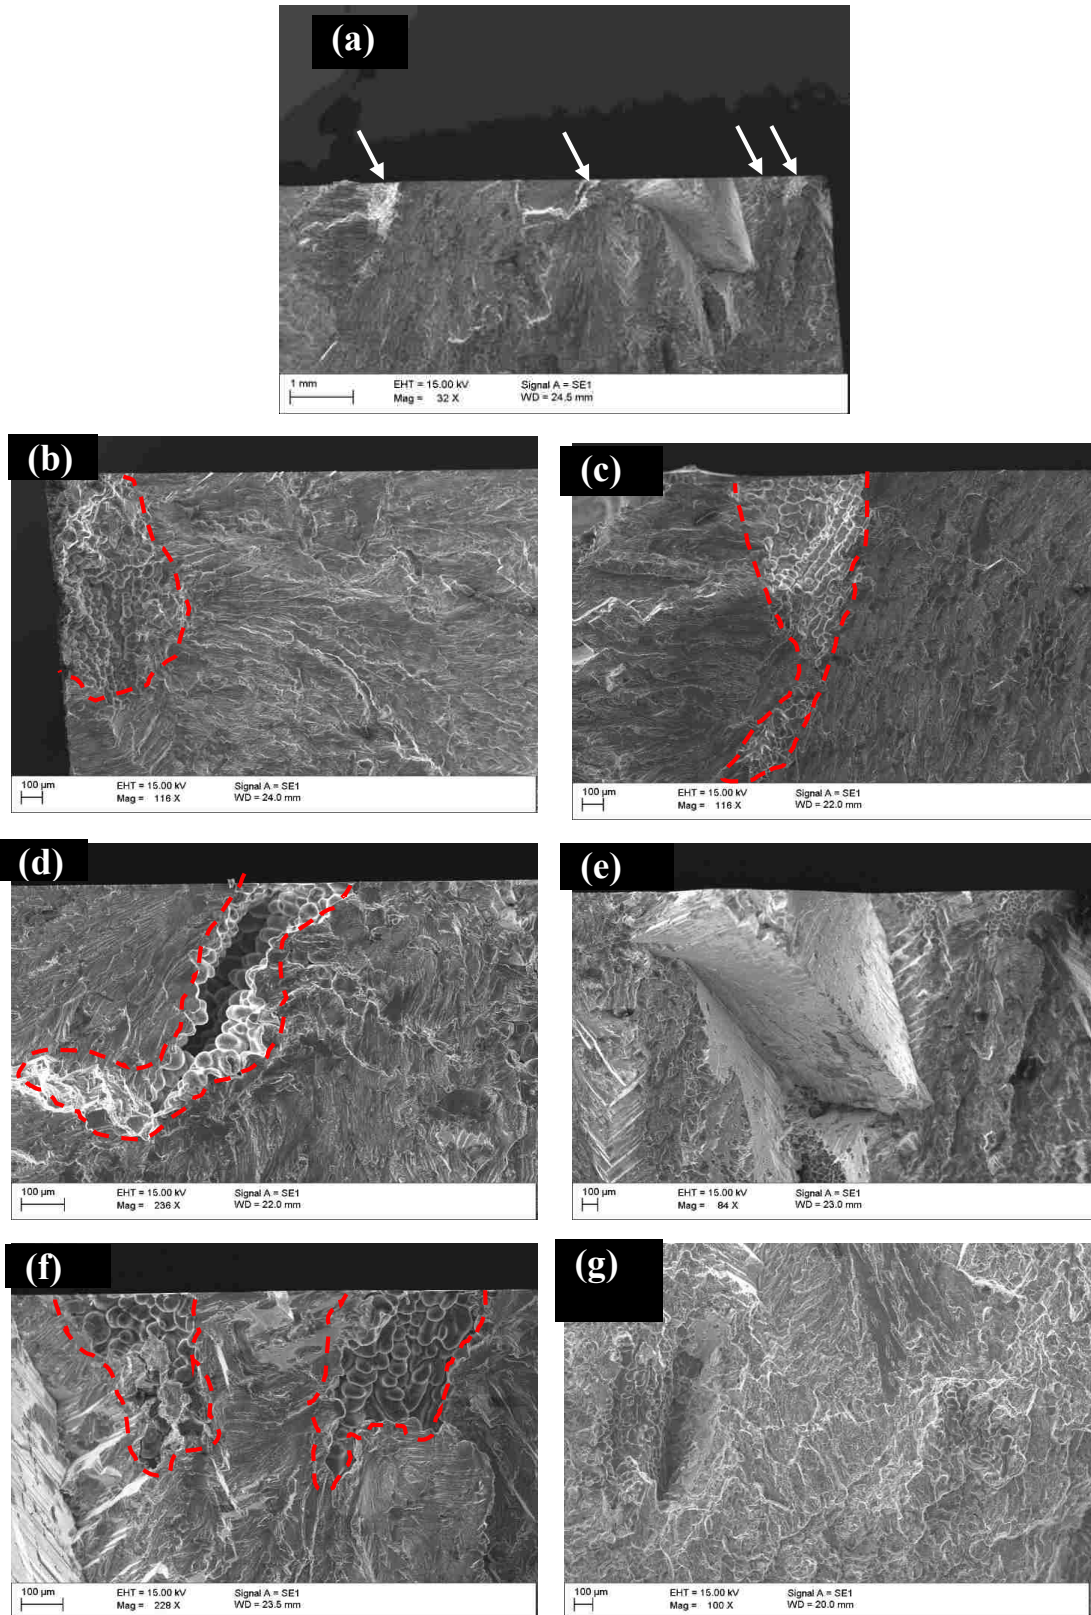 (a)
1 mm
EHT = 15.00 kV
Signal A = SE1
Mag = 32 X
WD = 24.5 mm
(b)
100 µm
EHT = 15.00 kV
Signal A = SE1
Mag = 116 X
WD = 24.0 mm
(c)
100 µm
EHT = 15.00 kV
Signal A = SE1
Mag = 116 X
WD = 22.0 mm
(d)
100 µm
EHT = 15.00 kV
Signal A = SE1
Mag = 236 X
WD = 22.0 mm
(e)
100 µm
EHT = 15.00 kV
Signal A = SE1
Mag = 84 X
WD = 23.0 mm
(f)
100 µm
EHT = 15.00 kV
Signal A = SE1
Mag = 228 X
WD = 23.5 mm
(g)
100 µm
EHT = 15.00 kV
Signal A = SE1
Mag = 100 X
WD = 20.0 mm